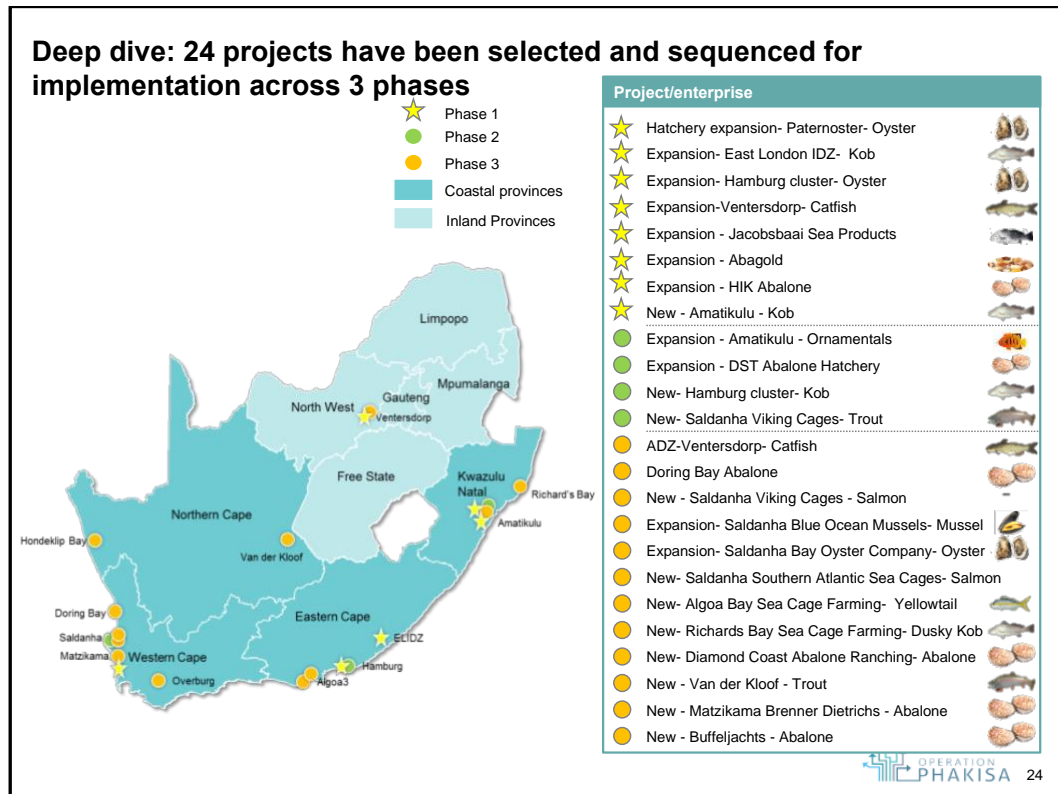 Deep dive: 24 projects have been selected and sequenced for
implementation across 3 phases
Phase 1
Phase 2
Phase 3
Coastal provinces
Inland Provinces
Limpopo
Mpumalanga
Gauteng
North West
Ventersdorp
Free State
Kwazulu
Natal
Richard's Bay
Amatikulu
Northern Cape
Hondeklip Bay
Van der Kloof
Doring Bay
Eastern Cape
Saldanha
ELIDZ
Matzikama
Western Cape
Hamburg
Overburg
Algoa3
Project/enterprise
Hatchery expansion- Paternoster- Oyster
Expansion- East London IDZ- Kob
Expansion- Hamburg cluster- Oyster
Expansion-Ventersdorp- Catfish
Expansion - Jacobsbaai Sea Products
Expansion - Abagold
Expansion - HIK Abalone
New - Amatikulu - Kob
Expansion - Amatikulu - Ornamentals
Expansion - DST Abalone Hatchery
New- Hamburg cluster- Kob
New- Saldanha Viking Cages- Trout
ADZ-Ventersdorp- Catfish
Doring Bay Abalone
New - Saldanha Viking Cages - Salmon
Expansion- Saldanha Blue Ocean Mussels- Mussel
Expansion- Saldanha Bay Oyster Company- Oyster
New- Saldanha Southern Atlantic Sea Cages- Salmon
New- Algoa Bay Sea Cage Farming- Yellowtail
New- Richards Bay Sea Cage Farming- Dusky Kob
New- Diamond Coast Abalone Ranching- Abalone
New - Van der Kloof - Trout
New - Matzikama Brenner Dietrichs - Abalone
New - Buffeljachts - Abalone
OPERATION
PHAKISA
24